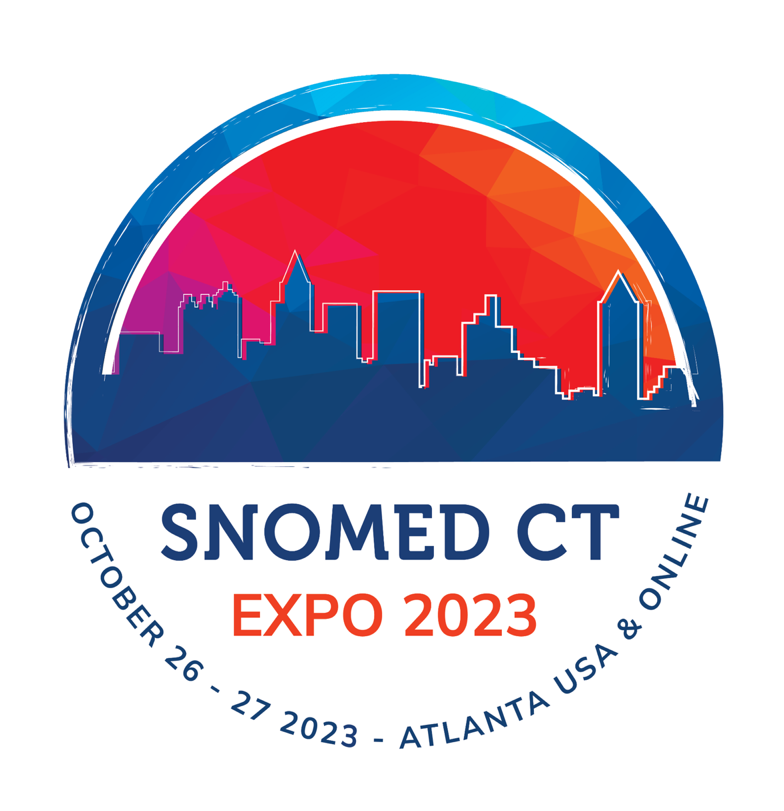 SNOMED CT
EXPO 2023
OCTOBER 26 - 27 2023 - ATLANTA USA & ONLINE